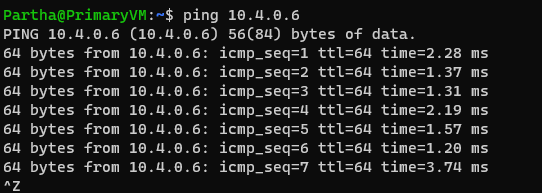 Partha@PrimaryVM:~$ ping 10.4.0.6
PING 10.4.0.6 (10.4.0.6) 56(84) bytes of data.
64 bytes from 10.4.0.6: icmp_seq=1 ttl=64 time=2.28 ms
64 bytes from 10.4.0.6: icmp_seq=2 ttl=64 time=1.37 ms
64 bytes from 10.4.0.6: icmp_seq=3 ttl=64 time=1.31 ms
64 bytes from 10.4.0.6: icmp_seq=4 ttl=64 time=2.19 ms
64 bytes from 10.4.0.6: icmp_seq=5 ttl=64 time=1.57 ms
64 bytes from 10.4.0.6: icmp_seq=6 ttl=64 time=1.20 ms
64 bytes from 10.4.0.6: icmp_seq=7 ttl=64 time=3.74 ms
^Z